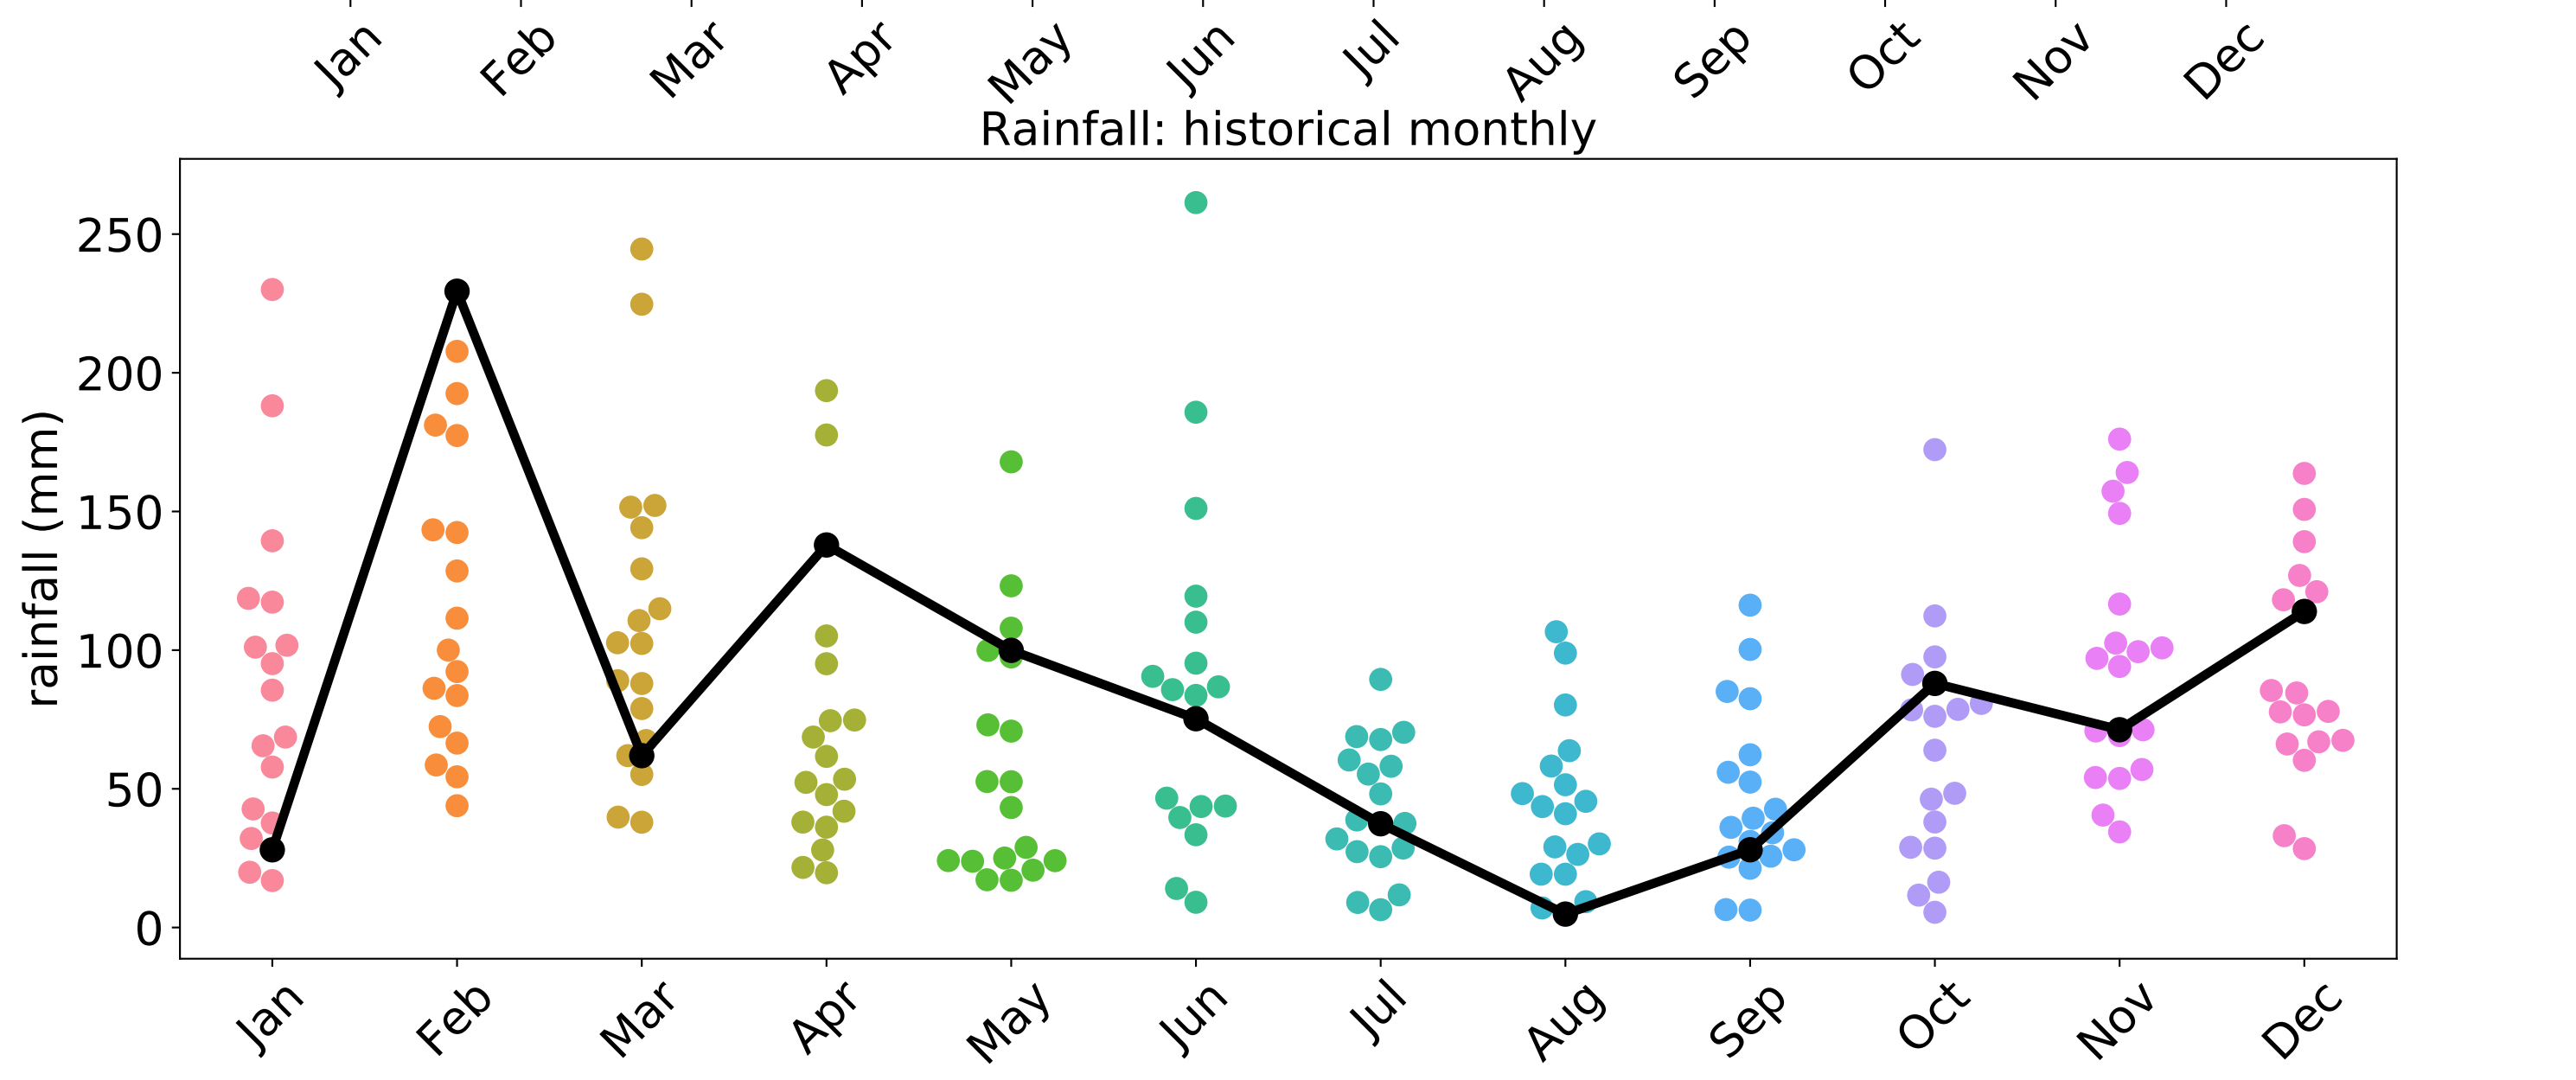 Jan Feb Mar Apr May Jun Jul Aug Sep Oct Nov Dec
Rainfall: historical monthly
rainfall (mm)
250
200
150
100
50
0
Jan Feb Mar Apr May Jun Jul Aug Sep Oct Nov Dec